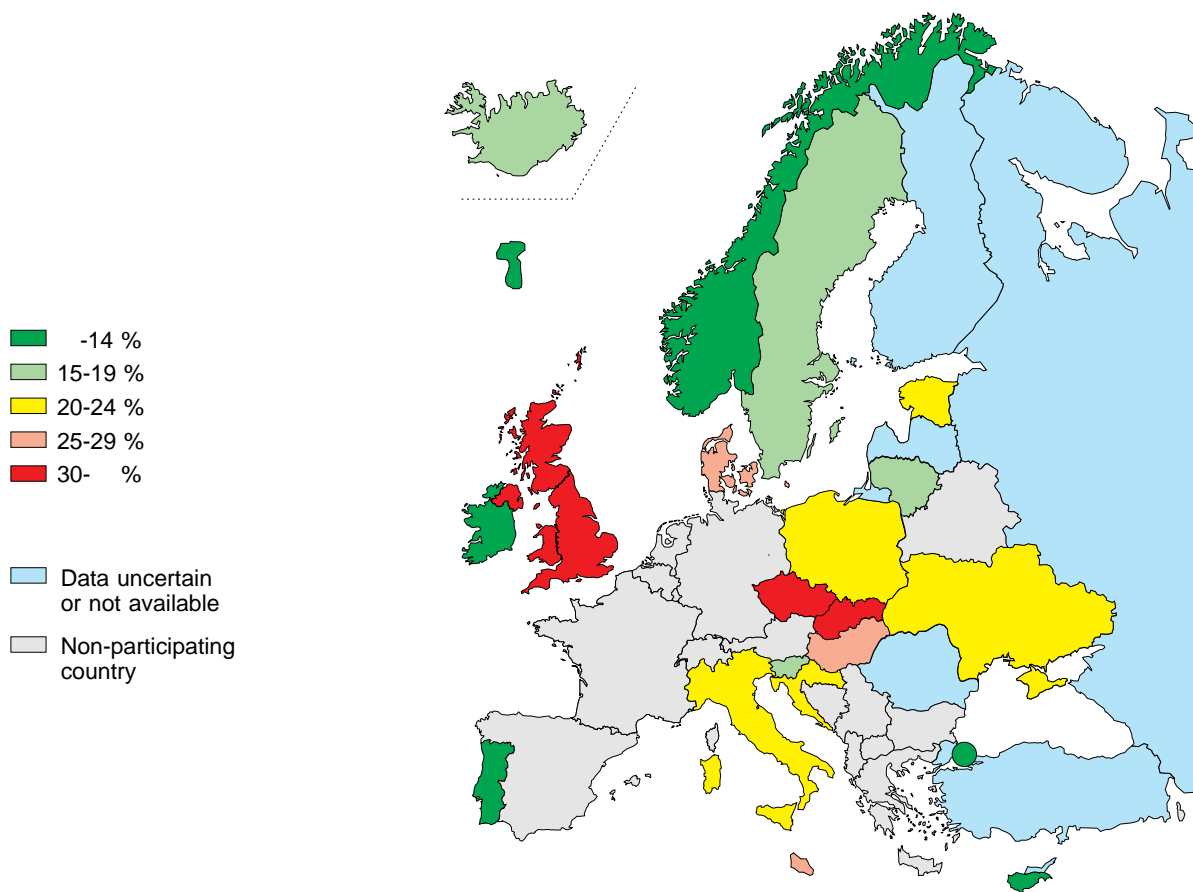 -14 %
15-19 %
20-24 %
25-29 %
30- %
Data uncertain
or not available
Non-participating
country